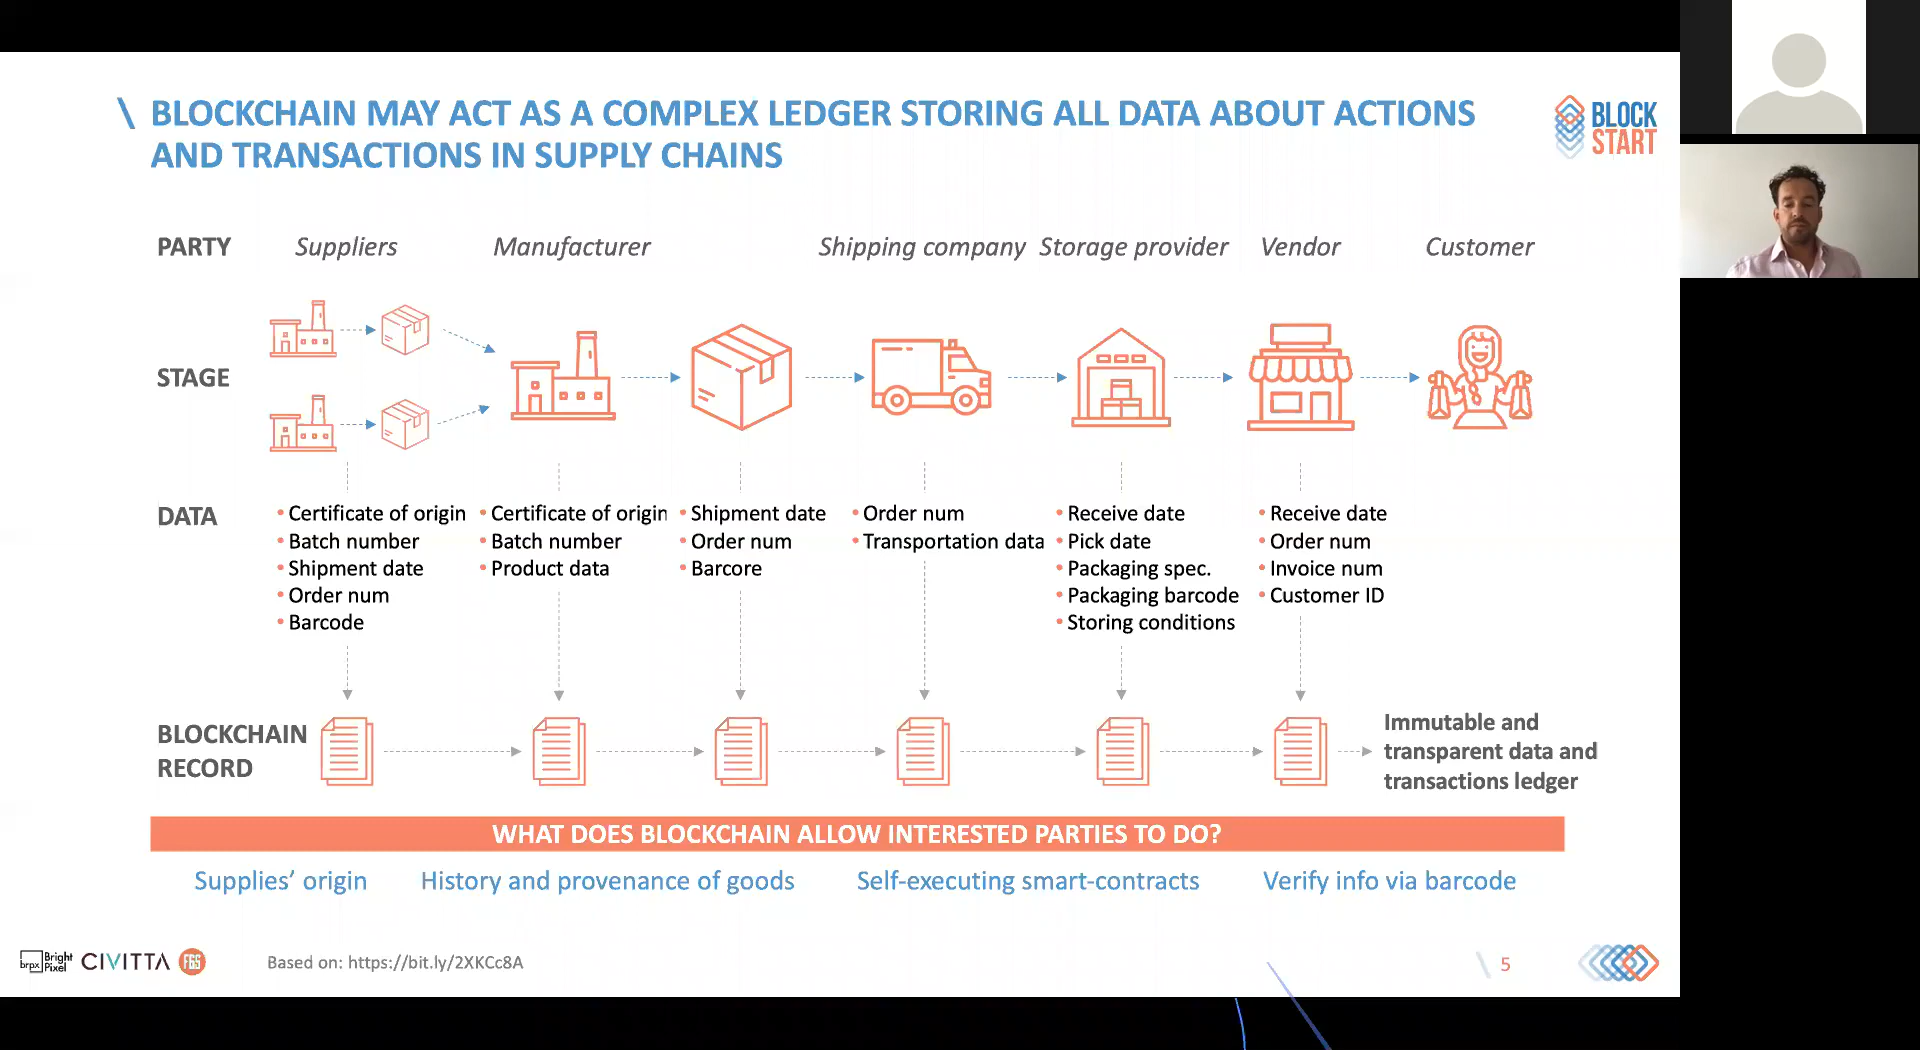 \ BLOCKCHAIN MAY ACT AS A COMPLEX LEDGER STORING ALL DATA ABOUT ACTIONS
AND TRANSACTIONS IN SUPPLY CHAINS
BLOCK
START
PARTY Suppliers Manufacturer Shipping company Storage provider Vendor Customer
STAGE
DATA
• Certificate of origin
• Batch number
• Shipment date
• Order num
• Barcode
• Certificate of origin
• Batch number
• Product data
• Shipment date
• Order num
• Barcore
• Order num
• Transportation data
• Receive date
• Pick date
• Packaging spec.
• Packaging barcode
• Storing conditions
• Receive date
• Order num
• Invoice num
• Customer ID
BLOCKCHAIN
RECORD
Immutable and
transparent data and
transactions ledger
WHAT DOES BLOCKCHAIN ALLOW INTERESTED PARTIES TO DO?
Supplies’ origin History and provenance of goods Self-executing smart-contracts Verify info via barcode
brpx Bright
Pixel
CIVITTA
F6S
Based on: https://bit.ly/2XKCc8A
\ 5